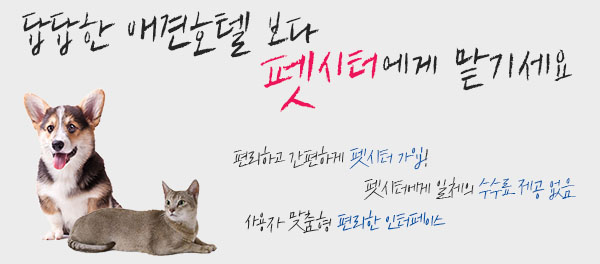 답답한 애견호텔 보다
펫시터에게 맡기세요
편리하고 간편하게 펫시터 가입!
펫시터에게 일체의 수수료 제공 없음
사용자 맞춤형 편리한 인터페이스